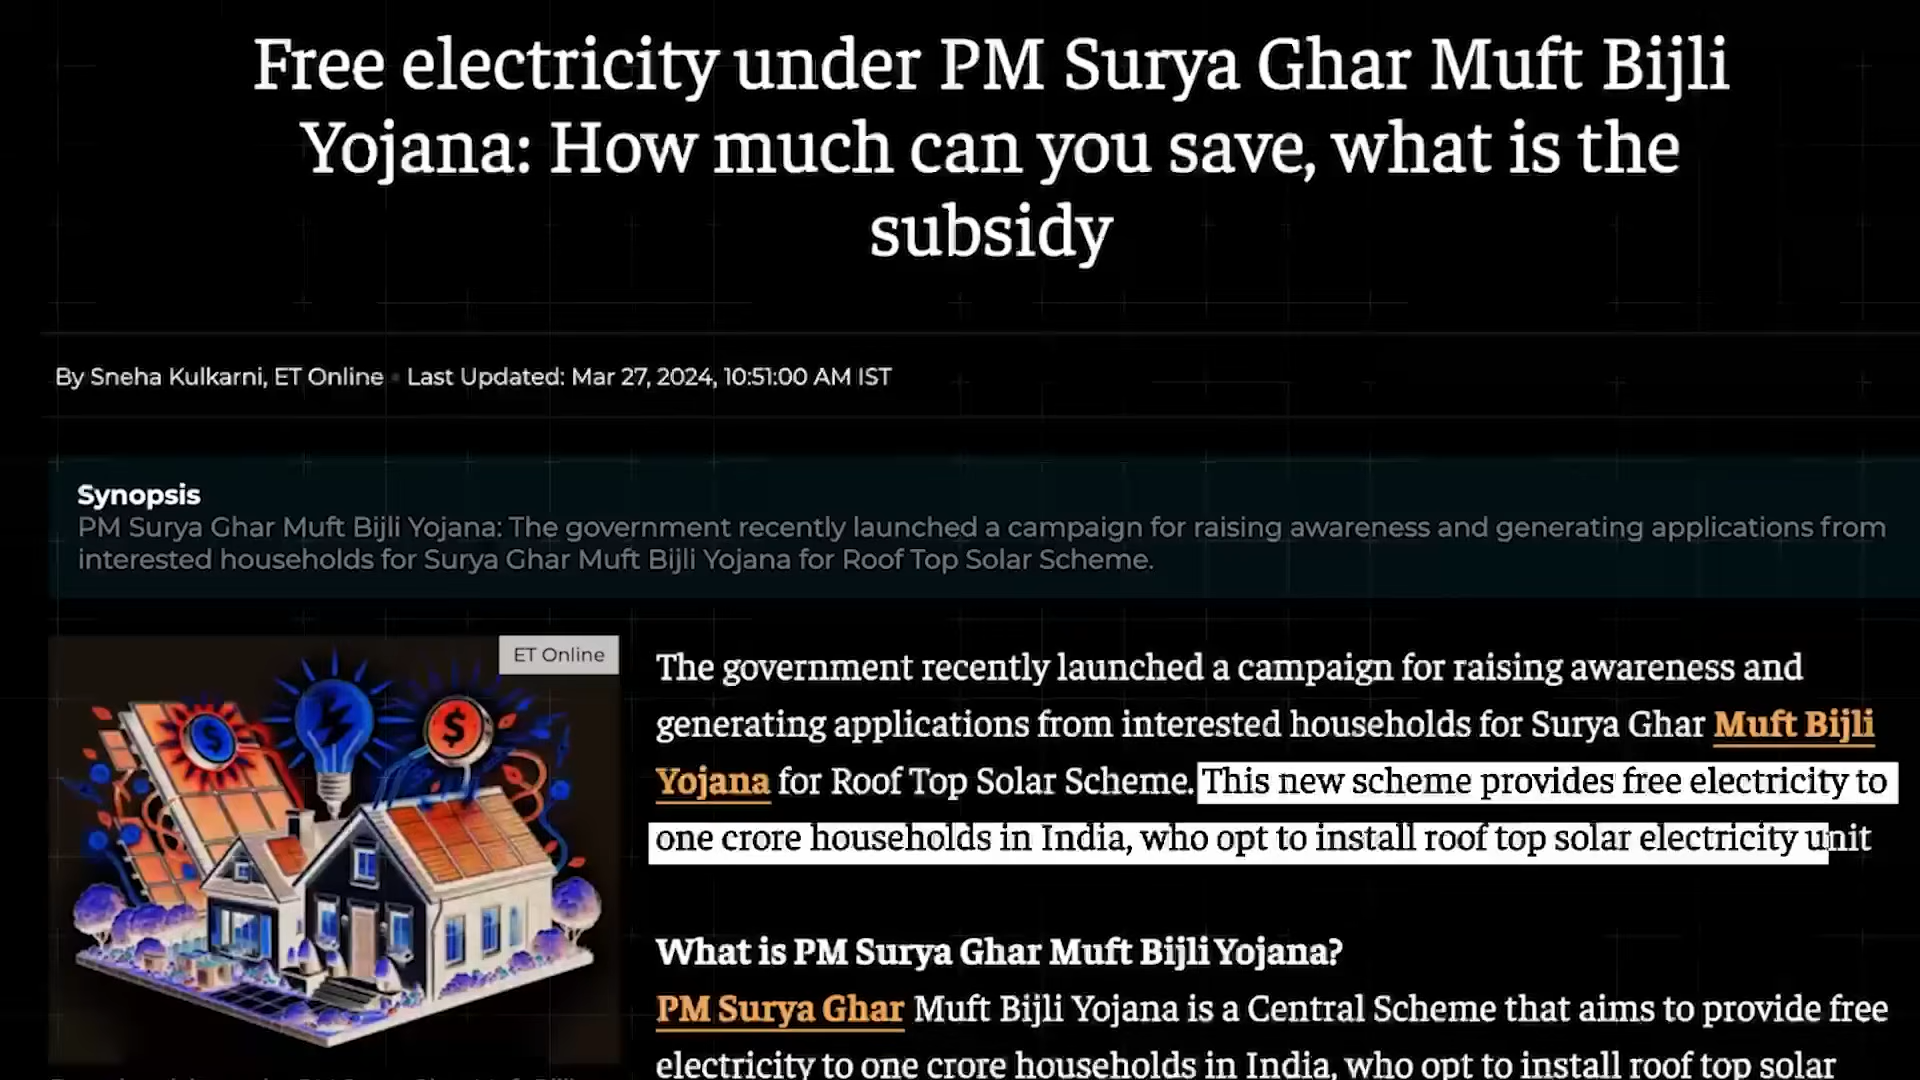 Free electricity under PM Surya Ghar Muft Bijli
Yojana: How much can you save, what is the
subsidy
By Sneha Kulkarni, ET Online • Last Updated: Mar 27, 2024, 10:51:00 AM IST
Synopsis
PM Surya Ghar Muft Bijli Yojana: The government recently launched a campaign for raising awareness and generating applications from
interested households for Surya Ghar Muft Bijli Yojana for Roof Top Solar Scheme.
ET Online
The government recently launched a campaign for raising awareness and
generating applications from interested households for Surya Ghar Muft Bijli
Yojana for Roof Top Solar Scheme. This new scheme provides free electricity to
one crore households in India, who opt to install roof top solar electricity unit
What is PM Surya Ghar Muft Bijli Yojana?
PM Surya Ghar Muft Bijli Yojana is a Central Scheme that aims to provide free
electricity to one crore households in India, who opt to install roof top solar